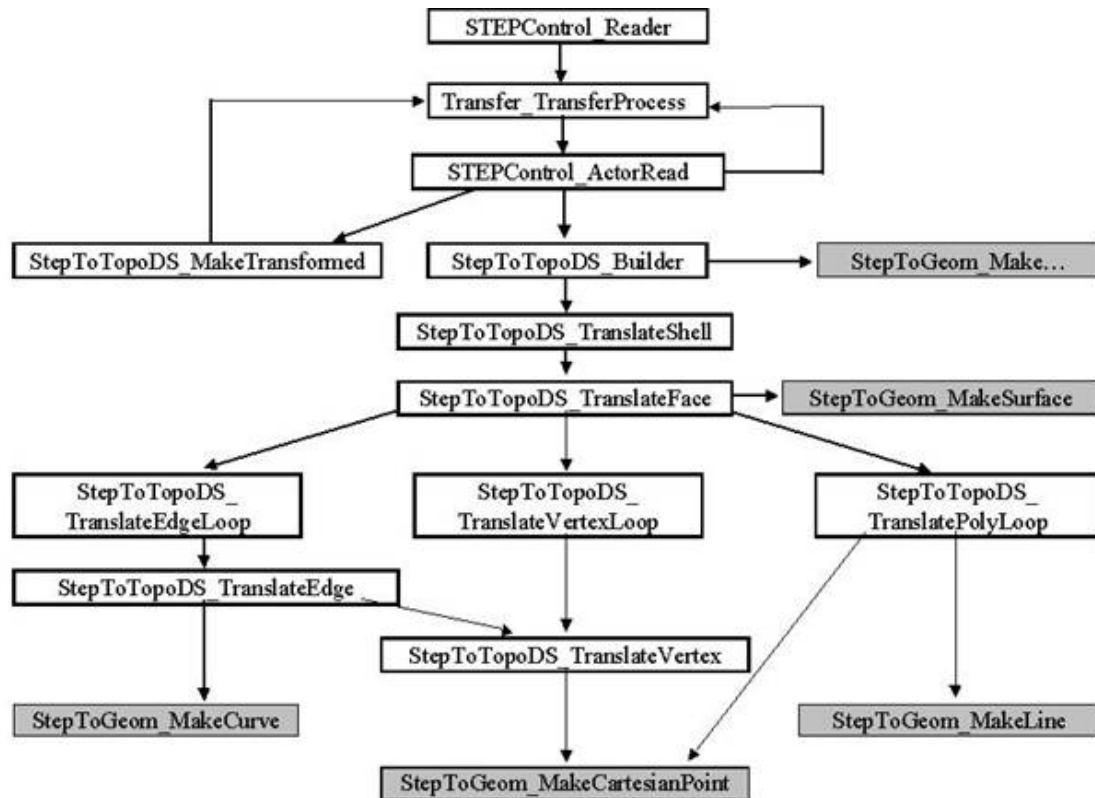 STEPControl_Reader
Transfer_TransferProcess
STEPControl_ActorRead
StepToTopoDS_MakeTransformed
StepToTopoDS_Builder
StepToGeom_Make...
StepToTopoDS_TranslateShell
StepToTopoDS_TranslateFace
StepToGeom_MakeSurface
StepToTopoDS_
TranslateEdgeLoop
StepToTopoDS_
TranslateVertexLoop
StepToTopoDS_
TranslatePolyLoop
StepToTopoDS_TranslateEdge
StepToTopoDS_TranslateVertex
StepToGeom_MakeCurve
StepToGeom_MakeLine
StepToGeom_MakeCartesianPoint